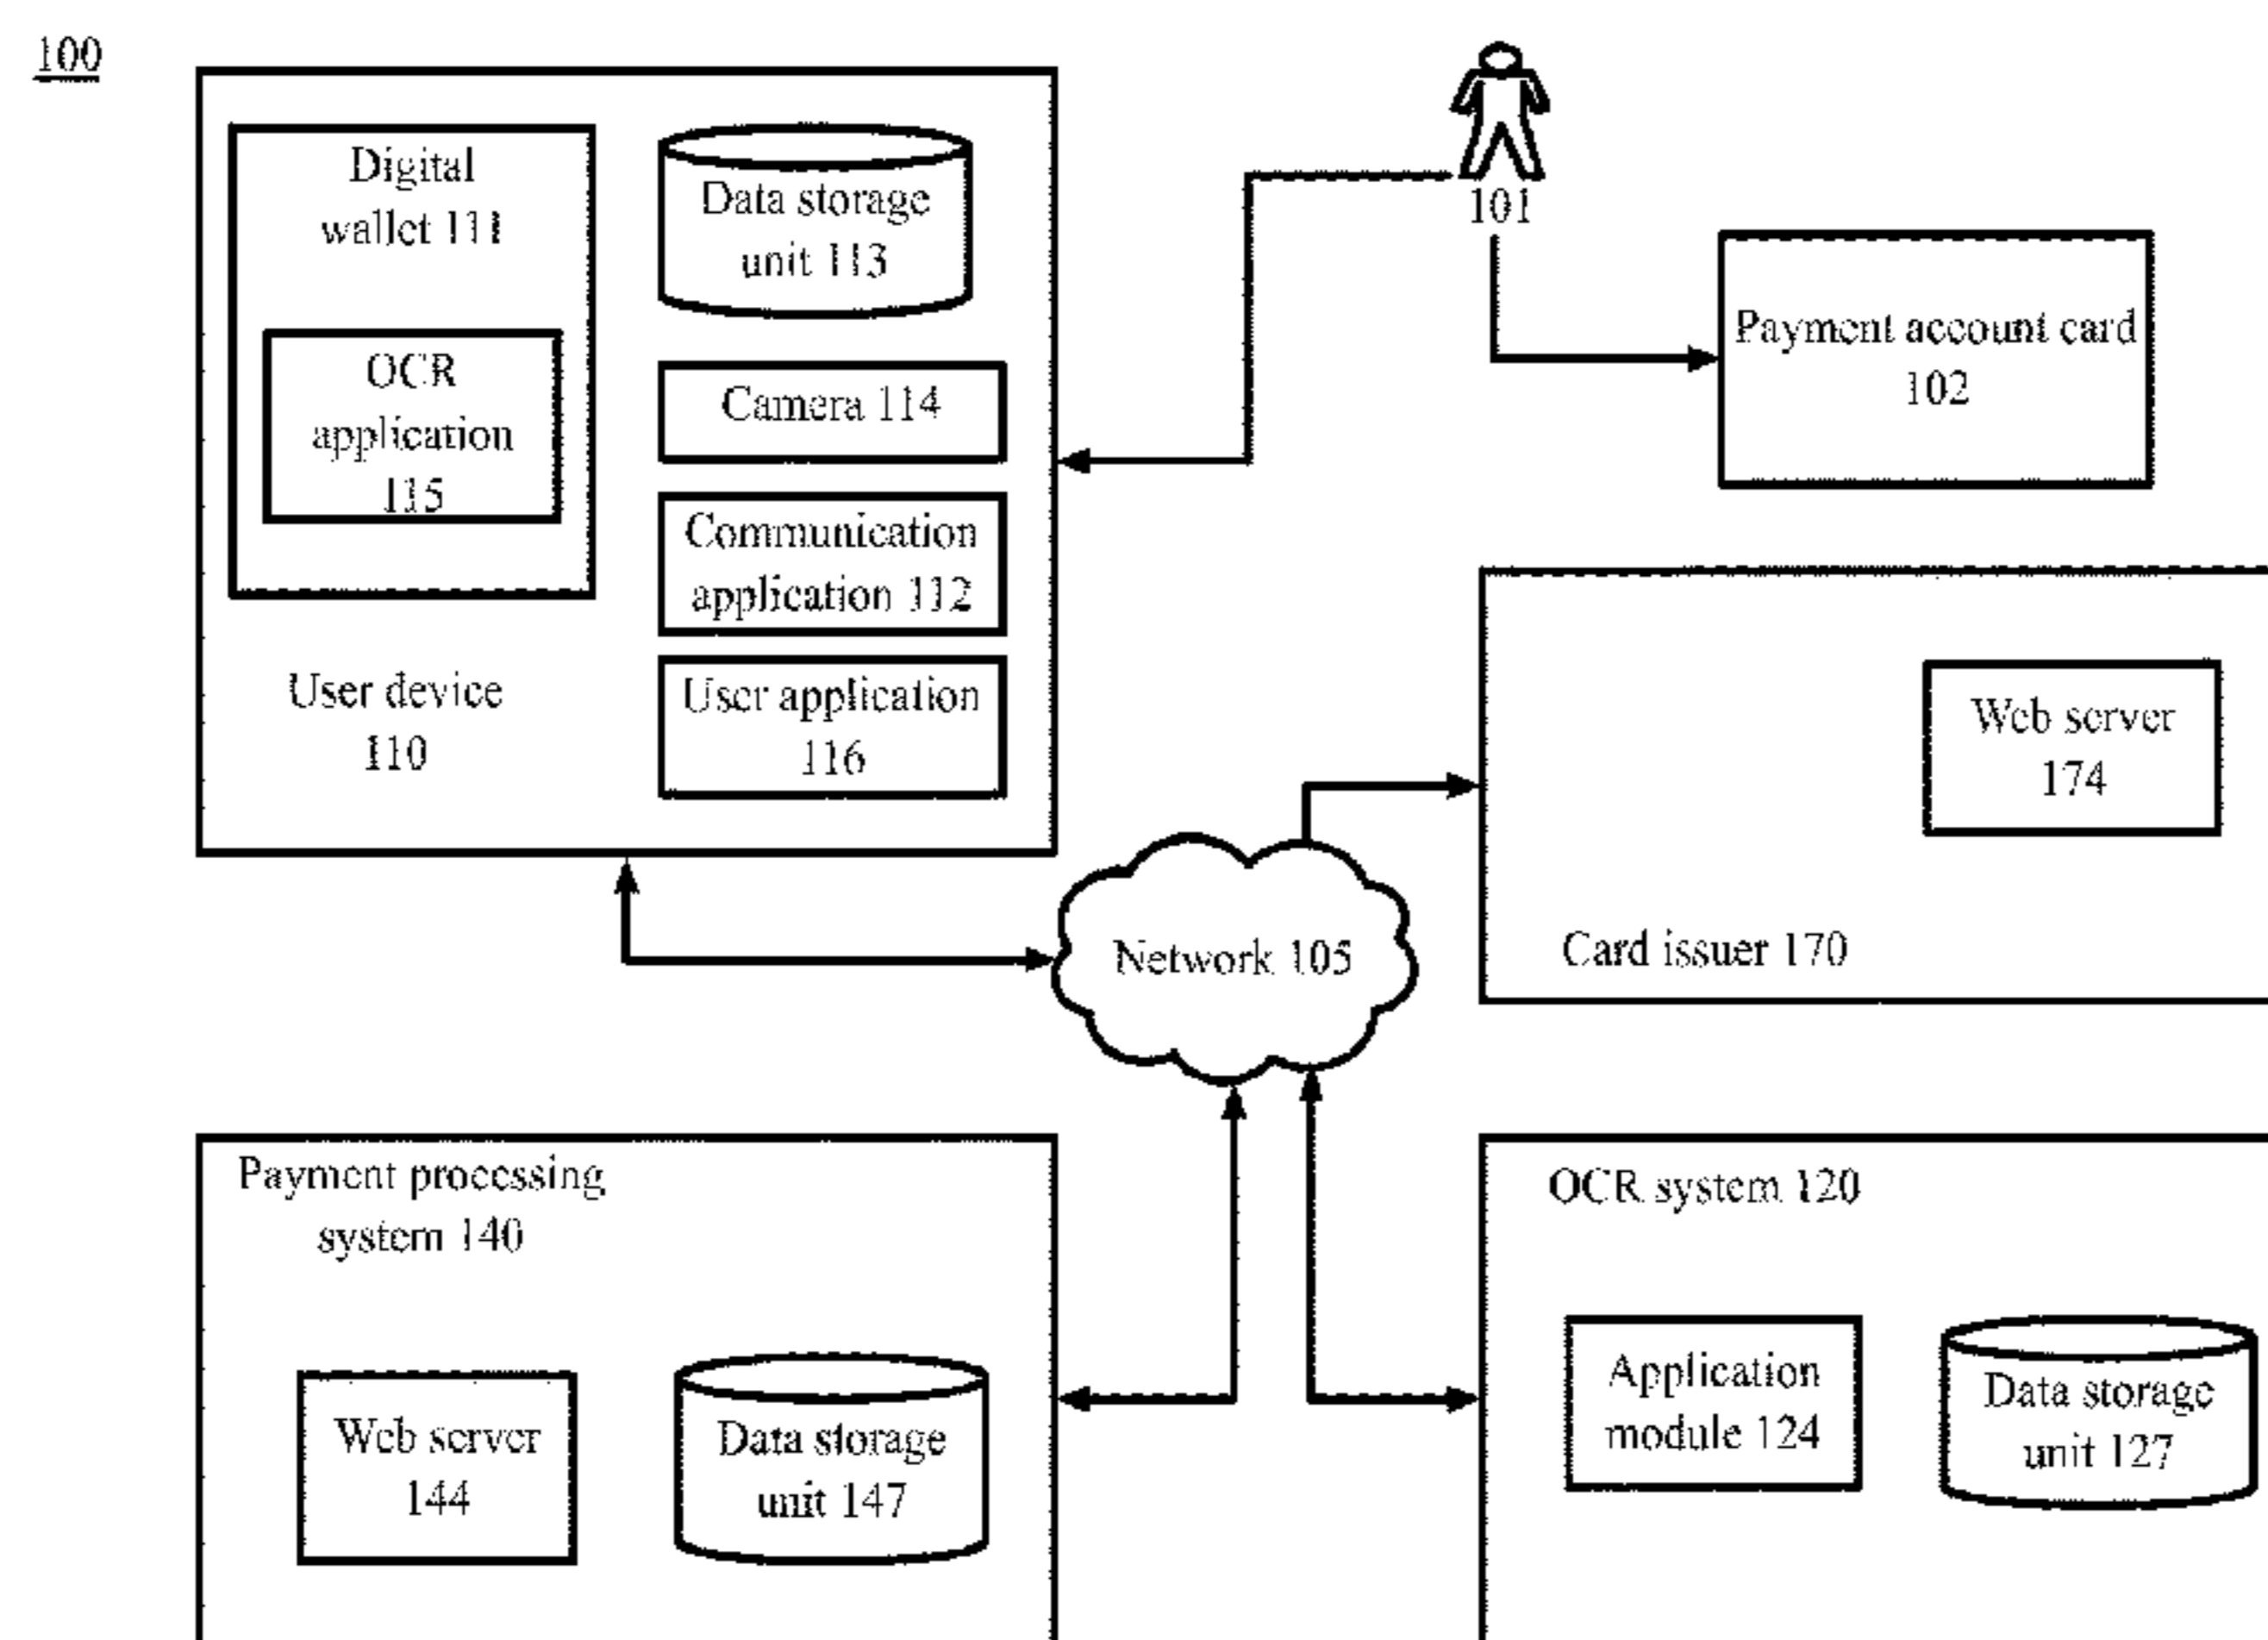 100
Digital
wallet 111
OCR
application
115
User device
110
Data storage
unit 113
Camera 114
Communication
application 112
User application
116
101
Payment account card
102
Web server
174
Card issuer 170
Network 105
Payment processing
system 140
Web server
144
Data storage
unit 147
OCR system 120
Application
module 124
Data storage
unit 127